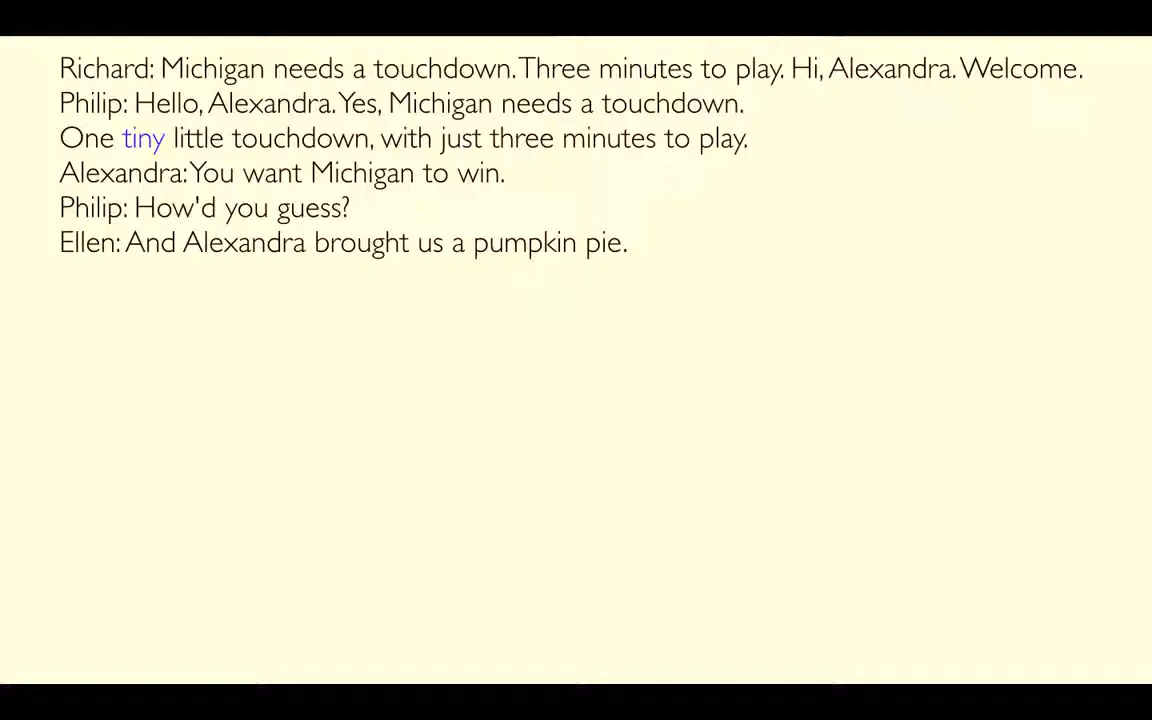 Richard: Michigan needs a touchdown. Three minutes to play. Hi, Alexandra. Welcome.
Philip: Hello, Alexandra. Yes, Michigan needs a touchdown.
One tiny little touchdown, with just three minutes to play.
Alexandra: You want Michigan to win.
Philip: How'd you guess?
Ellen: And Alexandra brought us a pumpkin pie.